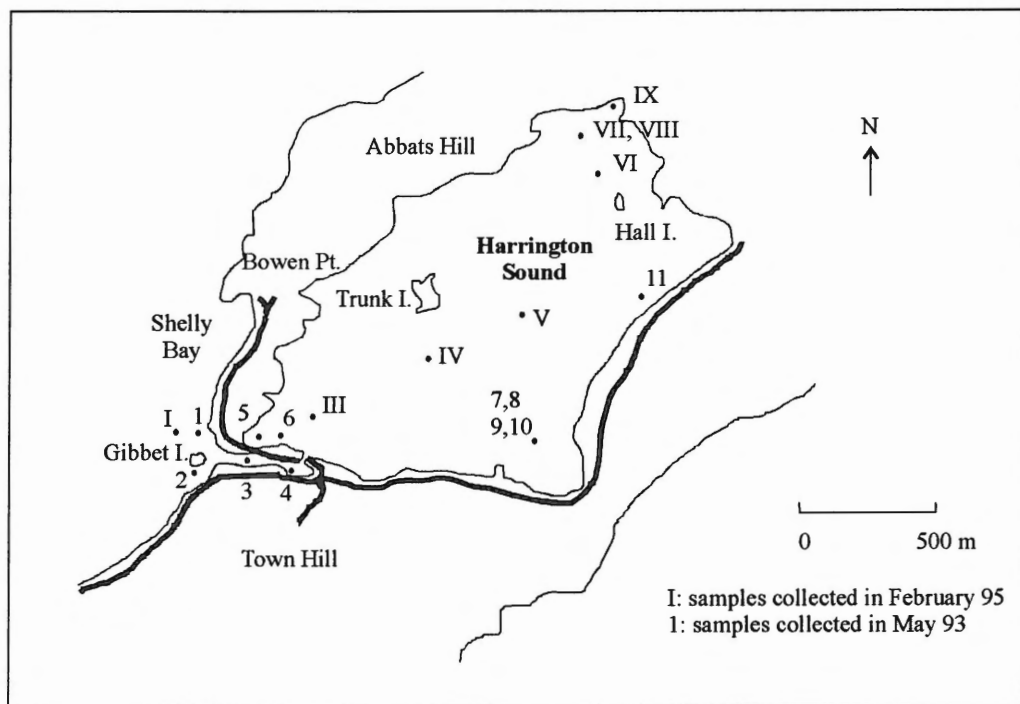 IX
VII, VIII
N
Abbats Hill
VI
Hall I.
Harrington
Sound
Bowen Pt.
11
Trunk I.
V
Shelly
Bay
IV
7,8
III
I 1 5 6
9,10
Gibbet I.
2 3 4
0 500 m
Town Hill
I: samples collected in February 95
1: samples collected in May 93